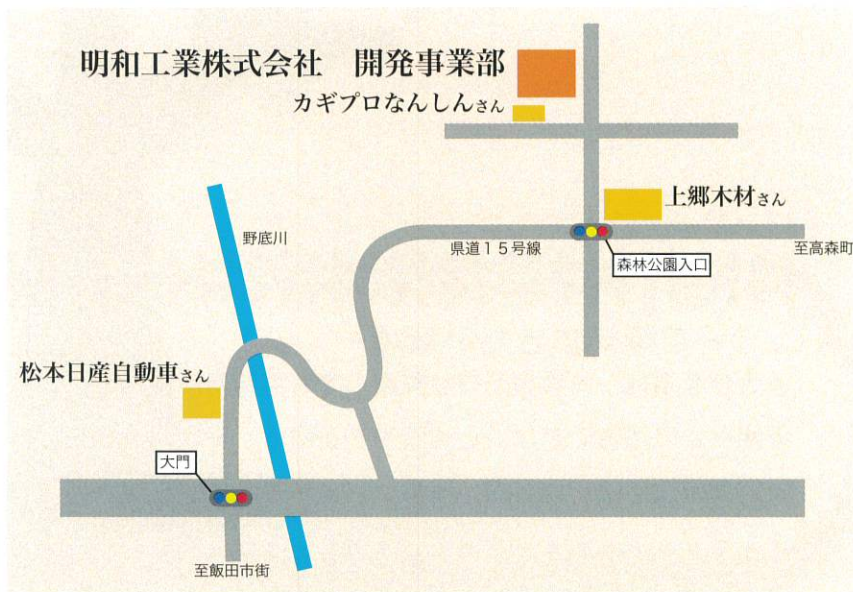 明和工業株式会社　開発事業部
カギプロなんしんさん
上郷木材さん
野底川
県道１５号線
至高森町
森林公園入口
松本日産自動車さん
大門
至飯田市街